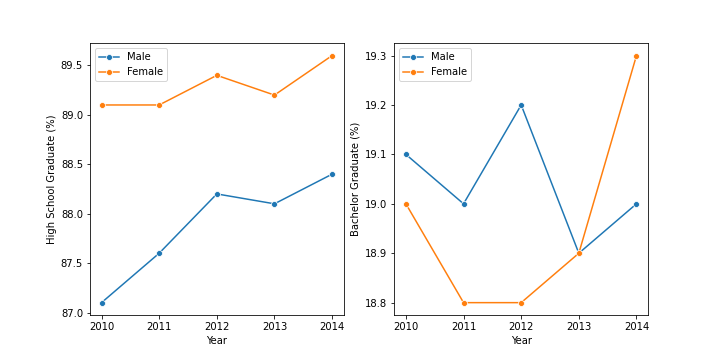 High School Graduate (%)
89.5
89.0
88.5
88.0
87.5
87.0
Male
Female
2010 2011 2012 2013 2014
Year
Bachelor Graduate (%)
19.3
19.2
19.1
19.0
18.9
18.8
Male
Female
2010 2011 2012 2013 2014
Year